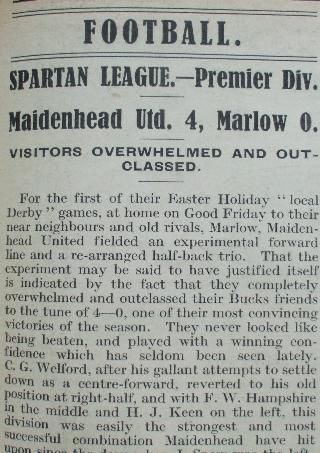 FOOTBALL.
SPARTAN LEAGUE.—Premier Div.
Maidenhead Utd. 4, Marlow 0.
VISITORS OVERWHELMED AND OUT-
CLASSED.
For the first of their Easter Holiday "local
Derby" games, at home on Good Friday to their
near neighbours and old rivals, Marlow, Maiden-
head United fielded an experimental forward
line and a re-arranged half-back trio. That the
experiment may be said to have justified itself
is indicated by the fact that they completely
overwhelmed and outclassed their Bucks friends
to the tune of 4—0, one of their most convincing
victories of the season. They never looked like
being beaten, and played with a winning con-
fidence which has seldom been seen lately.
C. G. Welford, after his gallant attempts to settle
down as a centre-forward, reverted to his old
position at right-half, and with F. W. Hampshire
in the middle and H. J. Keen on the left, this
division was easily the strongest and most
successful combination Maidenhead have hit
upon since the